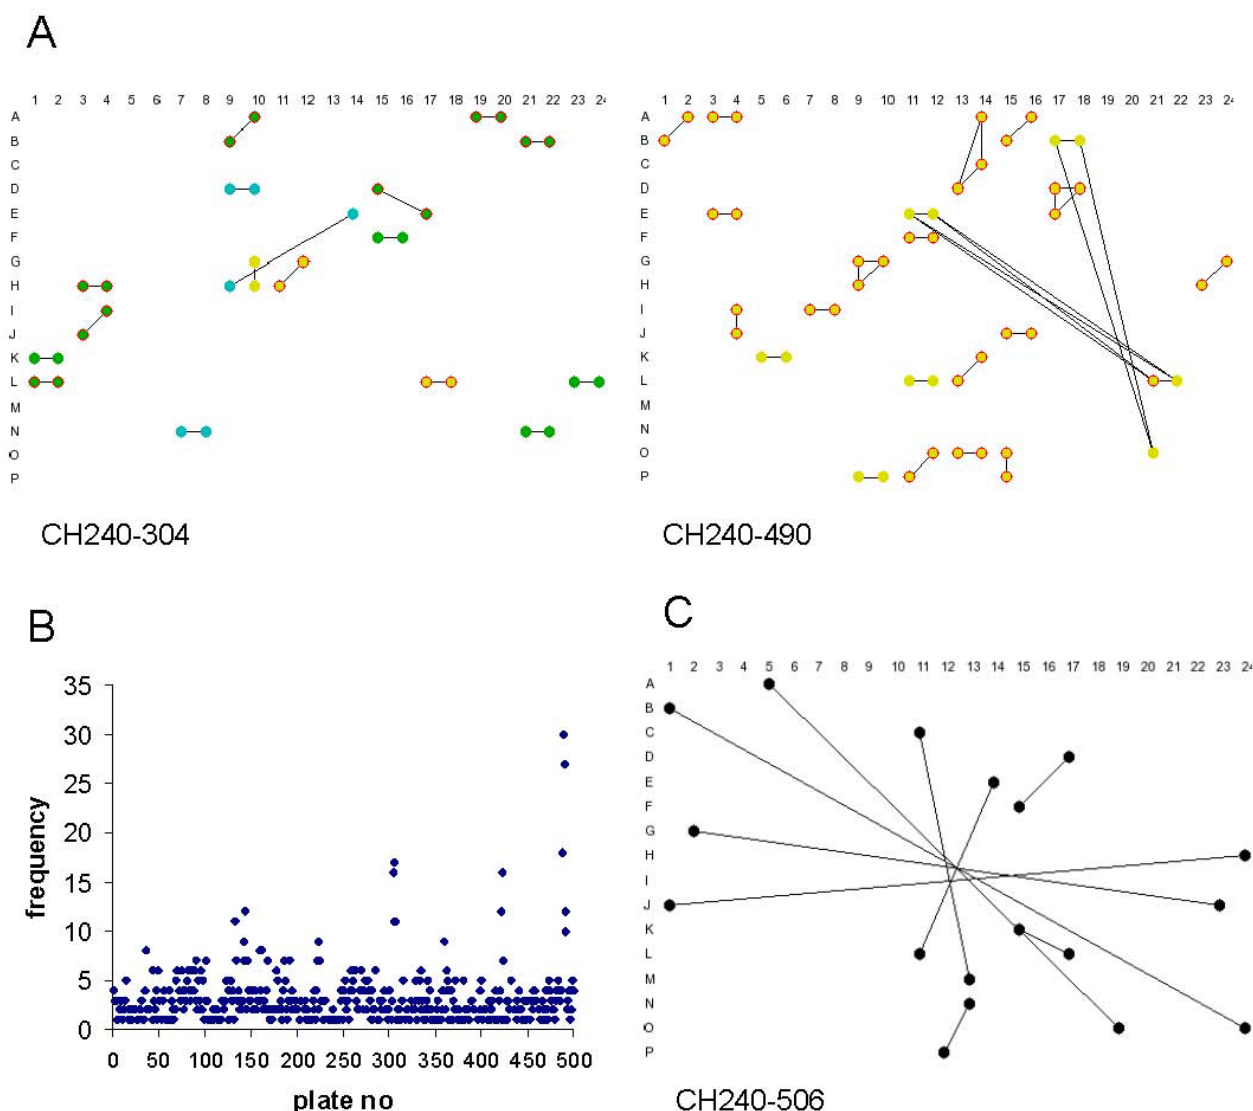 A
1 2 3 4 5 6 7 8 9 10 11 12 13 14 15 16 17 18 19 20 21 22 23 24
A
B
C
D
E
F
G
H
I
J
K
L
M
N
O
P
CH240-304
1 2 3 4 5 6 7 8 9 10 11 12 13 14 15 16 17 18 19 20 21 22 23 24
A
B
C
D
E
F
G
H
I
J
K
L
M
N
O
P
CH240-490
B
frequency
35
30
25
20
15
10
5
0
0 50 100 150 200 250 300 350 400 450 500
plate no
C
1 2 3 4 5 6 7 8 9 10 11 12 13 14 15 16 17 18 19 20 21 22 23 24
A
B
C
D
E
F
G
H
I
J
K
L
M
N
O
P
CH240-506